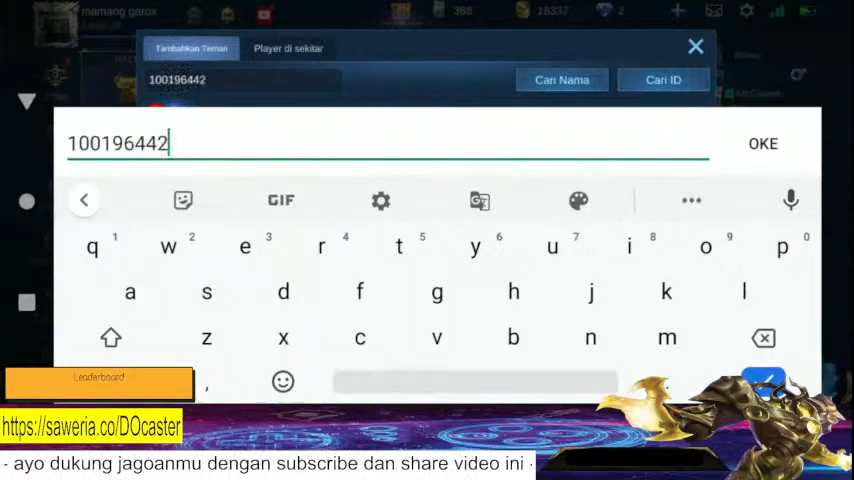 mamang garox
368
18337
2
Tambahkan Teman
Player di sekitar
100196442
Cari Nama
Cari ID
100196442
OKE
GIF
q 1 w 2 e 3 r 4 t 5 y 6 u 7 i 8 o 9 p 0
a s d f g h j k l
z x c v b n m
,
Leaderboard
https://saweria.co/DOcaster
- ayo dukung jagoanmu dengan subscribe dan share video ini -